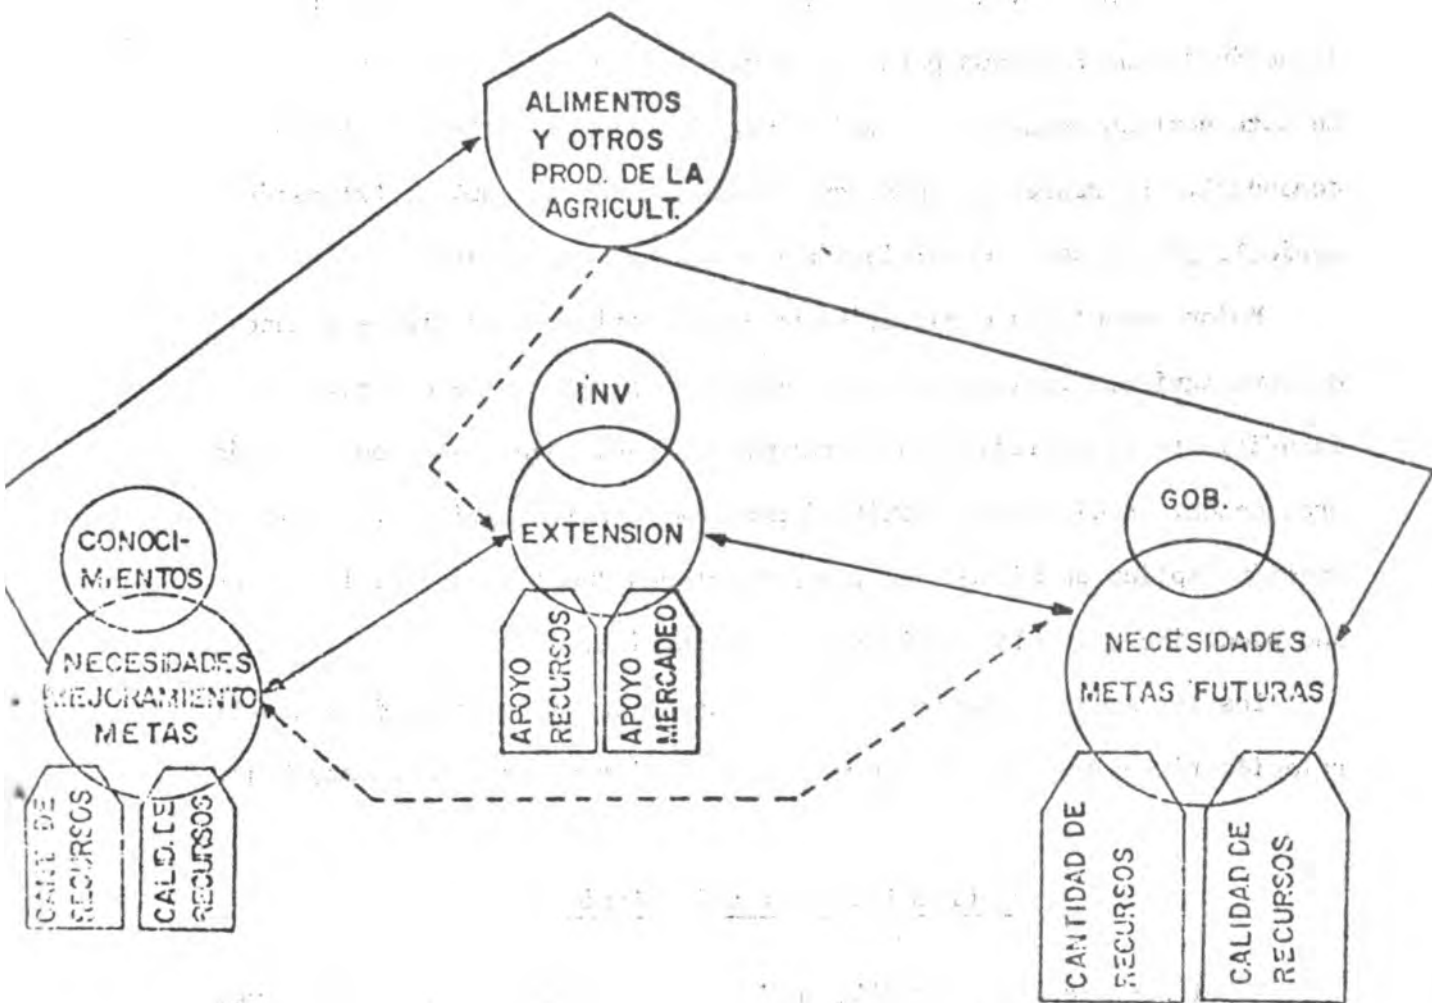 ALIMENTOS
Y OTROS
PROD. DE LA
AGRICULT.
INV
EXTENSION
APOYO
RECURSOS
APOYO
MERCADEO
CONOCI-
MIENTOS
NECESIDADES
MEJORAMIENTO
METAS
CANT. DE
RECURSOS
CALID. DE
RECURSOS
GOB.
NECESIDADES
METAS FUTURAS
CANTIDAD DE
RECURSOS
CALIDAD DE
RECURSOS